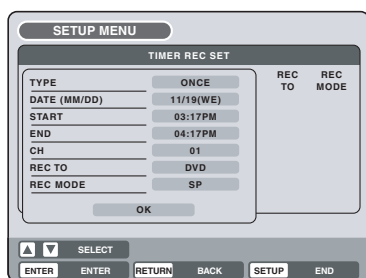 SETUP MENU
TIMER REC SET
REC TO REC MODE
TYPE ONCE
DATE (MM/DD) 11/19(WE)
START 03:17PM
END 04:17PM
CH 01
REC TO DVD
REC MODE SP
OK
SELECT
ENTER ENTER RETURN BACK SETUP END